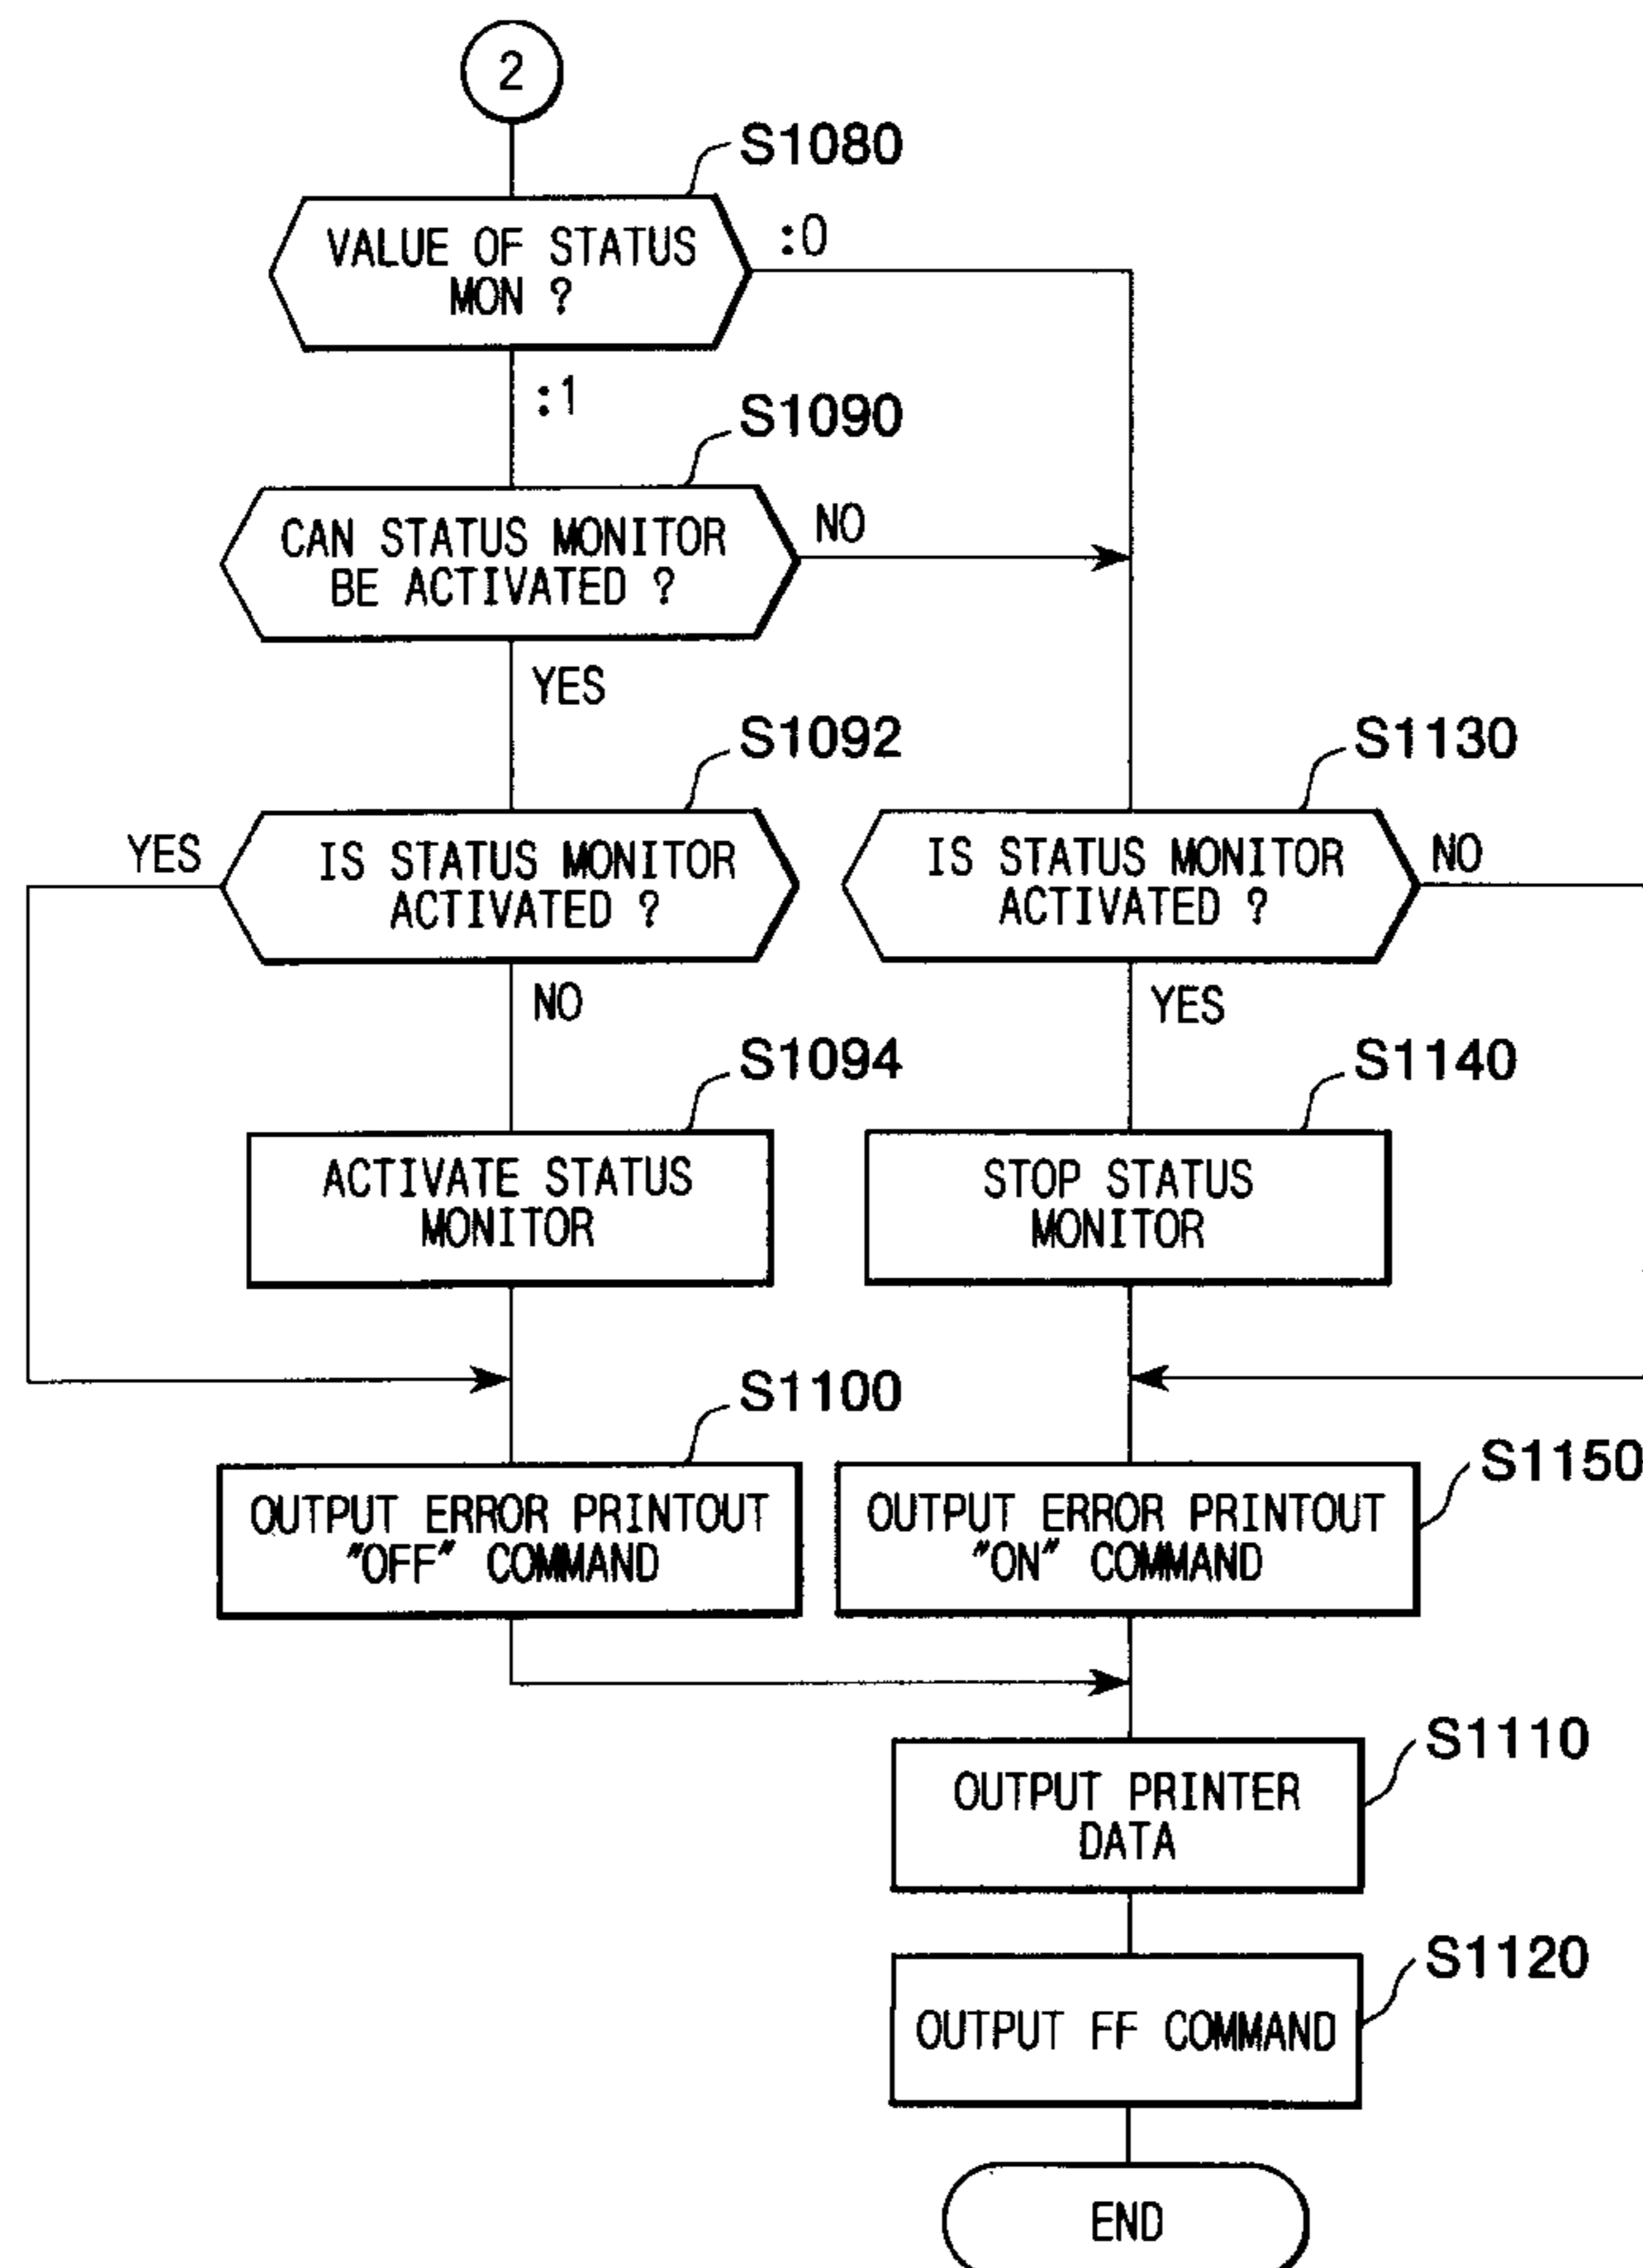 2
S1080
VALUE OF STATUS
MON ?
:0
:1
S1090
CAN STATUS MONITOR
BE ACTIVATED ?
NO
YES
S1092
S1130
YES
IS STATUS MONITOR
ACTIVATED ?
IS STATUS MONITOR
ACTIVATED ?
NO
NO
YES
S1094
S1140
ACTIVATE STATUS
MONITOR
STOP STATUS
MONITOR
S1100
S1150
OUTPUT ERROR PRINTOUT
"OFF" COMMAND
OUTPUT ERROR PRINTOUT
"ON" COMMAND
S1110
OUTPUT PRINTER
DATA
S1120
OUTPUT FF COMMAND
END